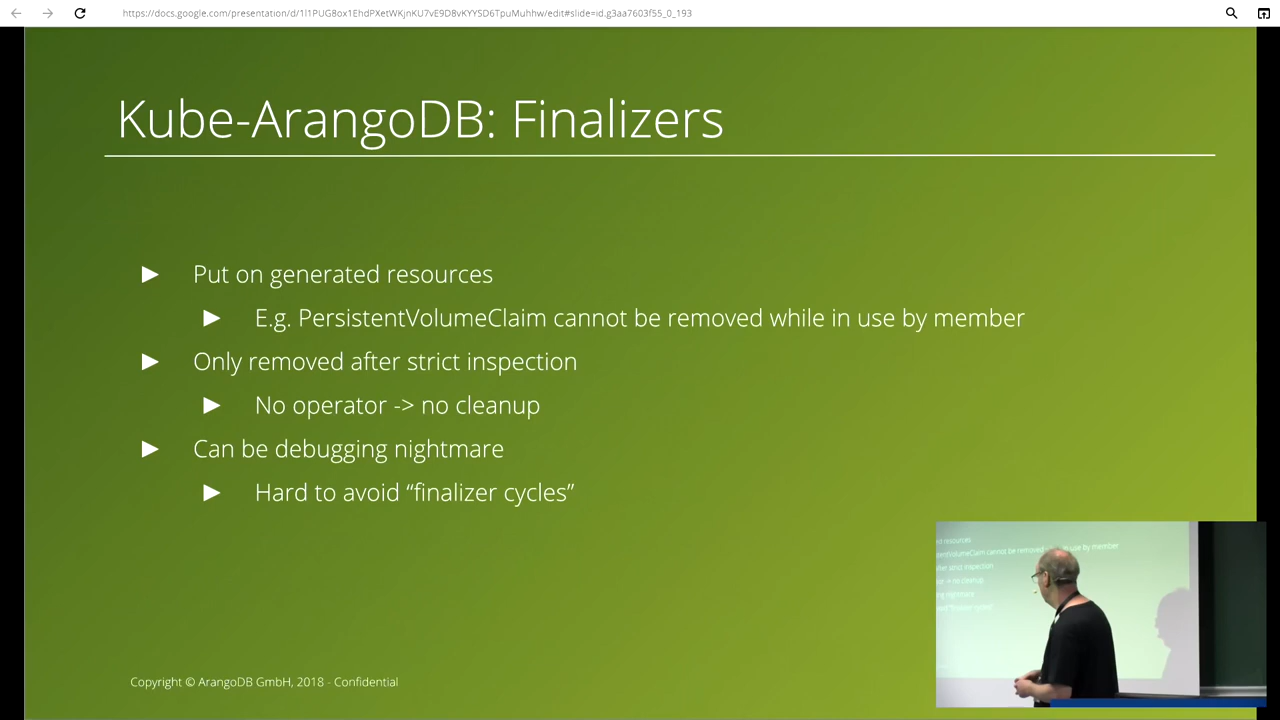 https://docs.google.com/presentation/d/1l1PUG8ox1EhdPXetWKjnKU7vE9D8vKYYSD6TpuMuhhw/edit#slide=id.g3aa7603f55_0_193
Kube-ArangoDB: Finalizers
► Put on generated resources
► E.g. PersistentVolumeClaim cannot be removed while in use by member
► Only removed after strict inspection
► No operator -> no cleanup
► Can be debugging nightmare
► Hard to avoid “finalizer cycles”
Copyright © ArangoDB GmbH, 2018 - Confidential